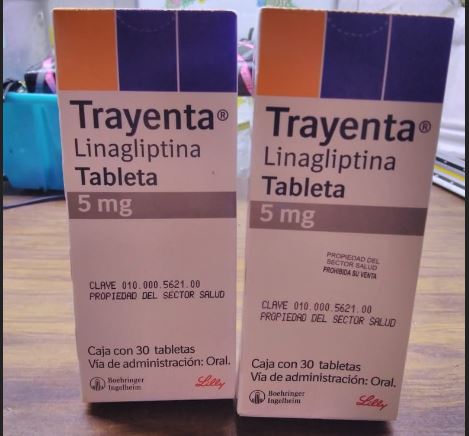 Trayenta®
Linagliptina
Tableta
5 mg
CLAVE 010.000.5621.00
PROPIEDAD DEL SECTOR SALUD
Caja con 30 tabletas
Vía de administración: Oral.
Boehringer
Ingelheim
Lilly
Trayenta®
Linagliptina
Tableta
5 mg
PROPIEDAD DEL
SECTOR SALUD
PROHIBIDA SU VENTA
CLAVE 010.000.5621.00
PROPIEDAD DEL SECTOR SALUD
Caja con 30 tabletas
Vía de administración: Oral.
Boehringer
Ingelheim
Lilly